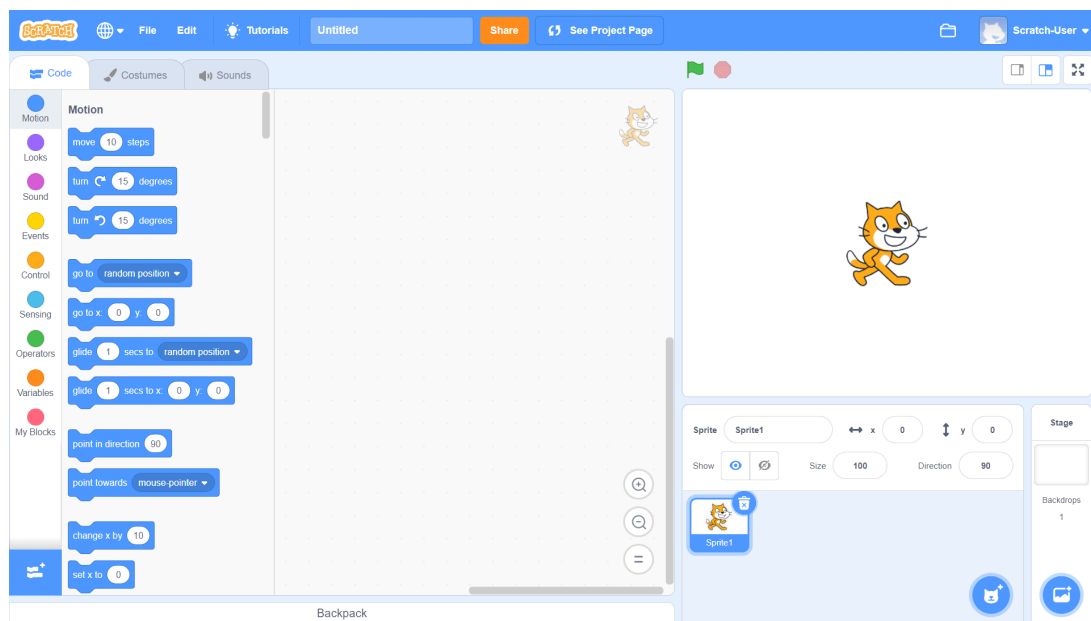 SCRATCH File Edit Tutorials Untitled Share See Project Page Scratch-User
Code Costumes Sounds
Motion
Looks
Sound
Events
Control
Sensing
Operators
Variables
My Blocks
Motion
move 10 steps
turn 15 degrees
turn 15 degrees
go to random position
go to x: 0 y: 0
glide 1 secs to random position
glide 1 secs to x: 0 y: 0
point in direction 90
point towards mouse-pointer
change x by 10
set x to 0
Backpack
Sprite Sprite1 x 0 y 0
Show Size 100 Direction 90
Sprite1
Stage
Backdrops
1